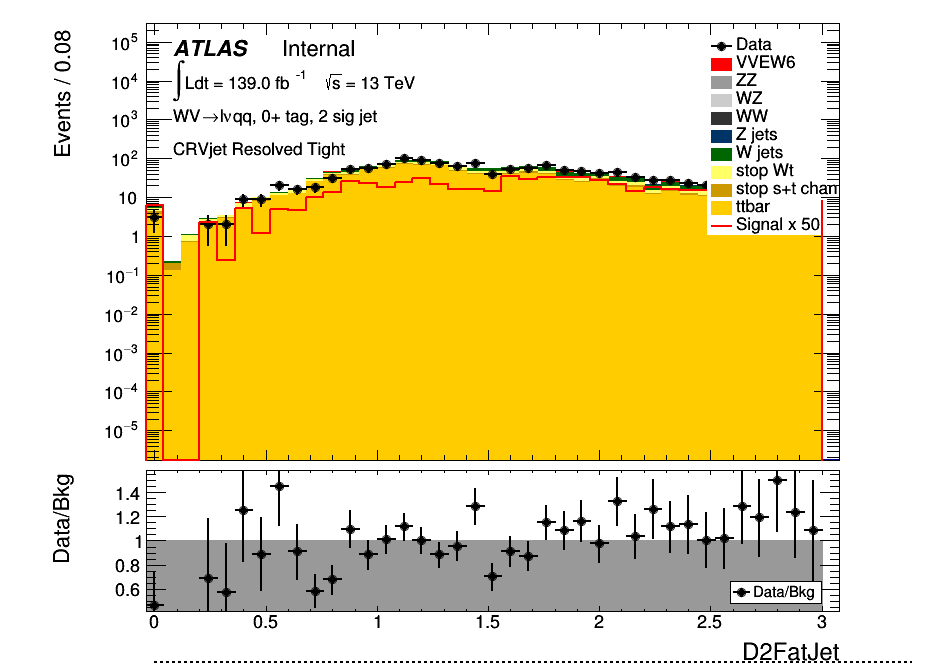 Events / 0.08
10⁵
10⁴
10³
10²
10
1
10⁻¹
10⁻²
10⁻³
10⁻⁴
10⁻⁵
ATLAS Internal
∫Ldt = 139.0 fb⁻¹ √s = 13 TeV
WV→lνqq, 0+ tag, 2 sig jet
CRVjet Resolved Tight
Data
VVEW6
ZZ
WZ
WW
Z jets
W jets
stop Wt
stop s+t chan
ttbar
Signal x 50
Data/Bkg
1.4
1.2
1
0.8
0.6
Data/Bkg
0 0.5 1 1.5 2 2.5 3
D2FatJet